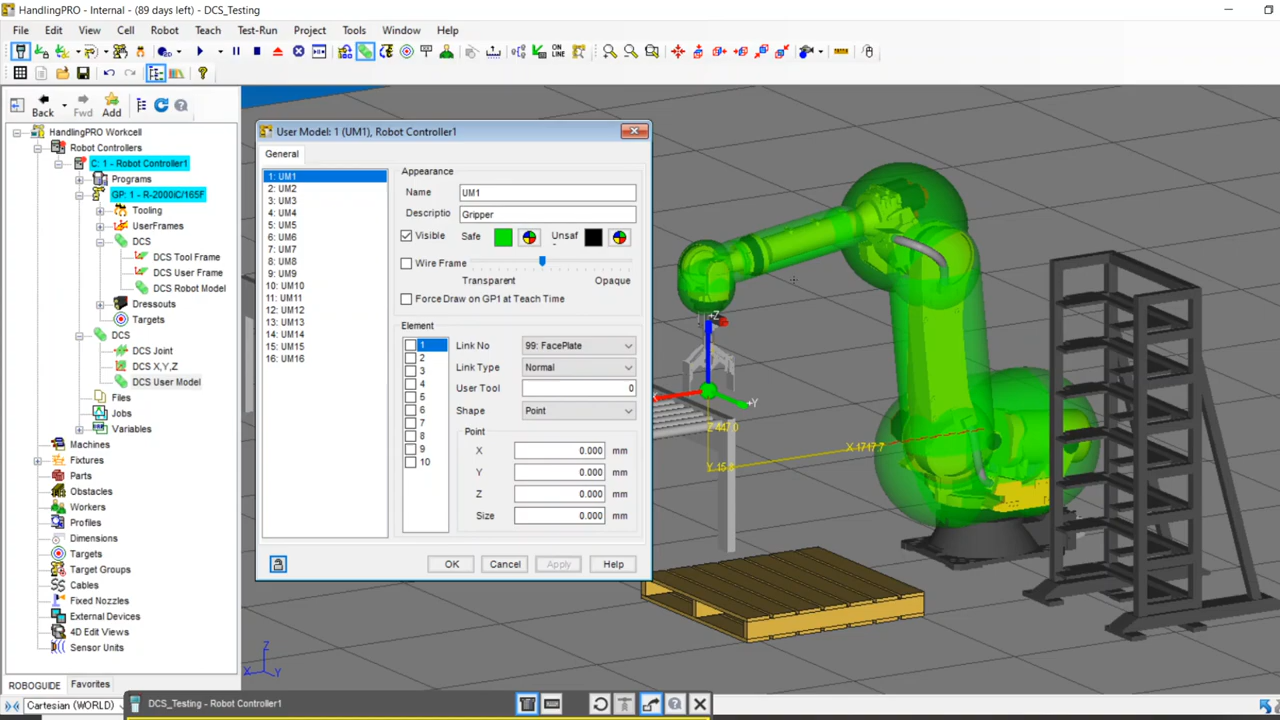 HandlingPRO - Internal - (89 days left) - DCS_Testing
File Edit View Cell Robot Teach Test-Run Project Tools Window Help
ON LINE
Back Fwd Add
HandlingPRO Workcell
Robot Controllers
C: 1 - Robot Controller1
Programs
GP: 1 - R-2000iC/165F
Tooling
UserFrames
DCS
DCS Tool Frame
DCS User Frame
DCS Robot Model
Dressouts
Targets
DCS
DCS Joint
DCS X,Y,Z
DCS User Model
Files
Jobs
Variables
Machines
Fixtures
Parts
Obstacles
Workers
Profiles
Dimensions
Targets
Target Groups
Cables
Fixed Nozzles
External Devices
4D Edit Views
Sensor Units
ROBOGUIDE Favorites
User Model: 1 (UM1), Robot Controller1
General
1: UM1
2: UM2
3: UM3
4: UM4
5: UM5
6: UM6
7: UM7
8: UM8
9: UM9
10: UM10
11: UM11
12: UM12
13: UM13
14: UM14
15: UM15
16: UM16
Appearance
Name UM1
Descriptio Gripper
Visible Safe Unsaf
Wire Frame
Transparent Opaque
Force Draw on GP1 at Teach Time
Element
1
2
3
4
5
6
7
8
9
10
Link No 99: FacePlate
Link Type Normal
User Tool 0
Shape Point
Point
X 0.000 mm
Y 0.000 mm
Z 0.000 mm
Size 0.000 mm
OK Cancel Apply Help
+Z
+Y
Z 447.0
X 1717.7
Z
X Y
Cartesian (WORLD)
DCS_Testing - Robot Controller1